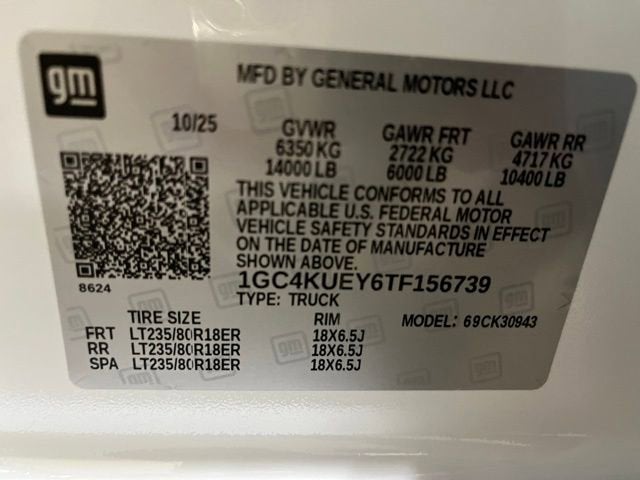 gm
MFD BY GENERAL MOTORS LLC
10/25 GVWR GAWR FRT GAWR RR
6350 KG 2722 KG 4717 KG
14000 LB 6000 LB 10400 LB
THIS VEHICLE CONFORMS TO ALL
APPLICABLE U.S. FEDERAL MOTOR
VEHICLE SAFETY STANDARDS IN EFFECT
ON THE DATE OF MANUFACTURE
SHOWN ABOVE.
8624
1GC4KUEY6TF156739
TYPE: TRUCK
TIRE SIZE RIM MODEL: 69CK30943
FRT LT235/80R18ER 18X6.5J
RR LT235/80R18ER 18X6.5J
SPA LT235/80R18ER 18X6.5J